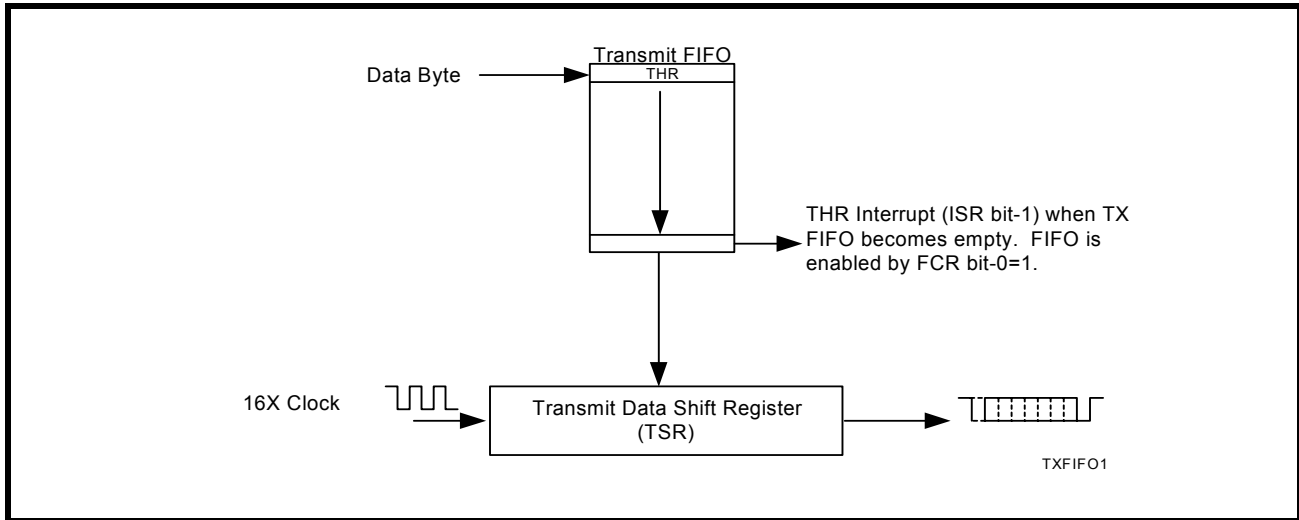 Transmit FIFO
Data Byte
THR
THR Interrupt (ISR bit-1) when TX
FIFO becomes empty. FIFO is
enabled by FCR bit-0=1.
16X Clock
Transmit Data Shift Register
(TSR)
TXFIFO1